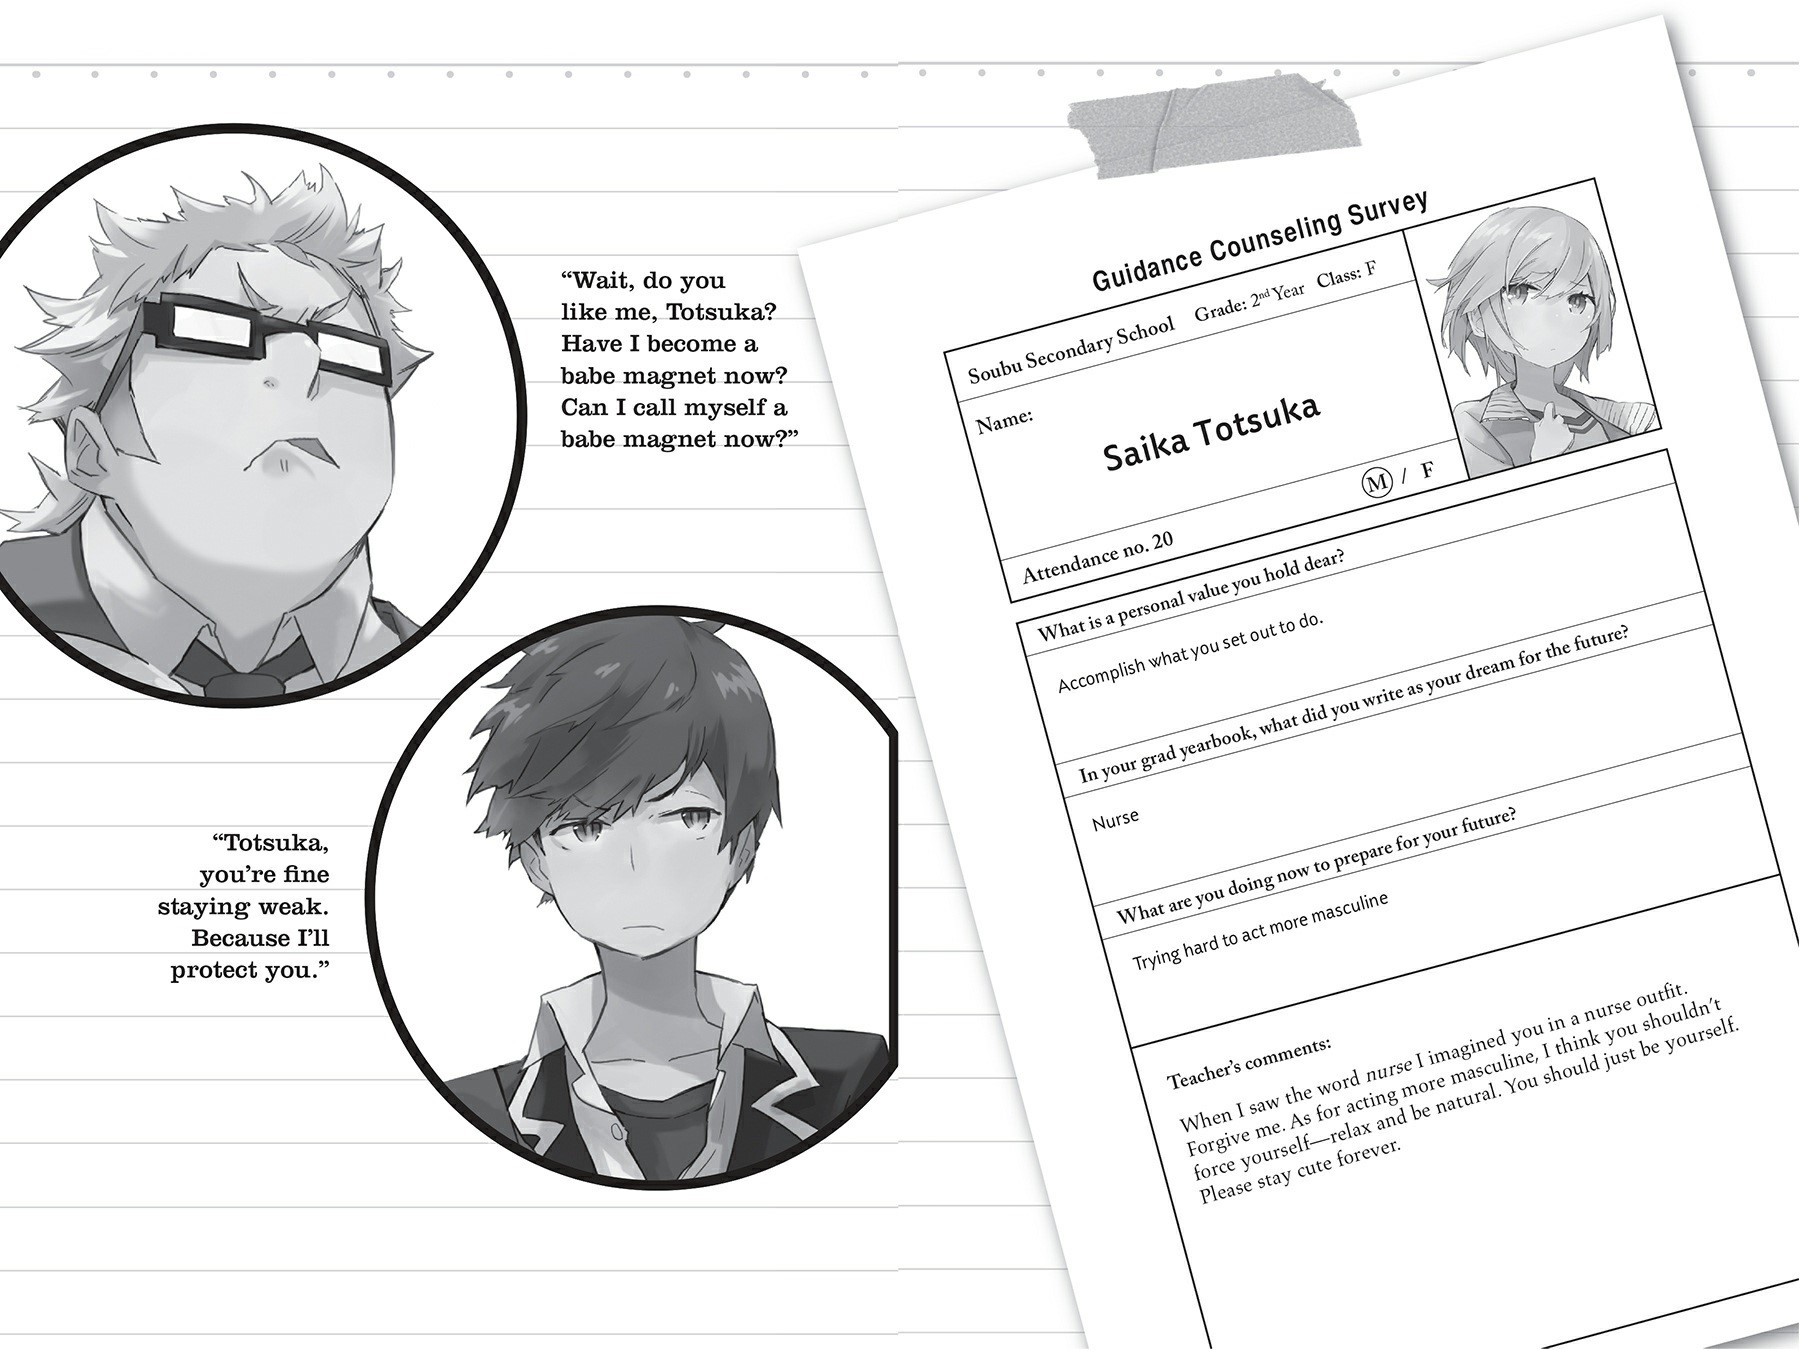 “Wait, do you
like me, Totsuka?
Have I become a
babe magnet now?
Can I call myself a
babe magnet now?”
“Totsuka,
you’re fine
staying weak.
Because I’ll
protect you.”
Guidance Counseling Survey
Soubu Secondary School Grade: 2nd Year Class: F
Name:
Saika Totsuka
M / F
Attendance no. 20
What is a personal value you hold dear?
Accomplish what you set out to do.
In your grad yearbook, what did you write as your dream for the future?
Nurse
What are you doing now to prepare for your future?
Trying hard to act more masculine
Teacher’s comments:
When I saw the word nurse I imagined you in a nurse outfit.
Forgive me. As for acting more masculine, I think you shouldn’t
force yourself—relax and be natural. You should just be yourself.
Please stay cute forever.